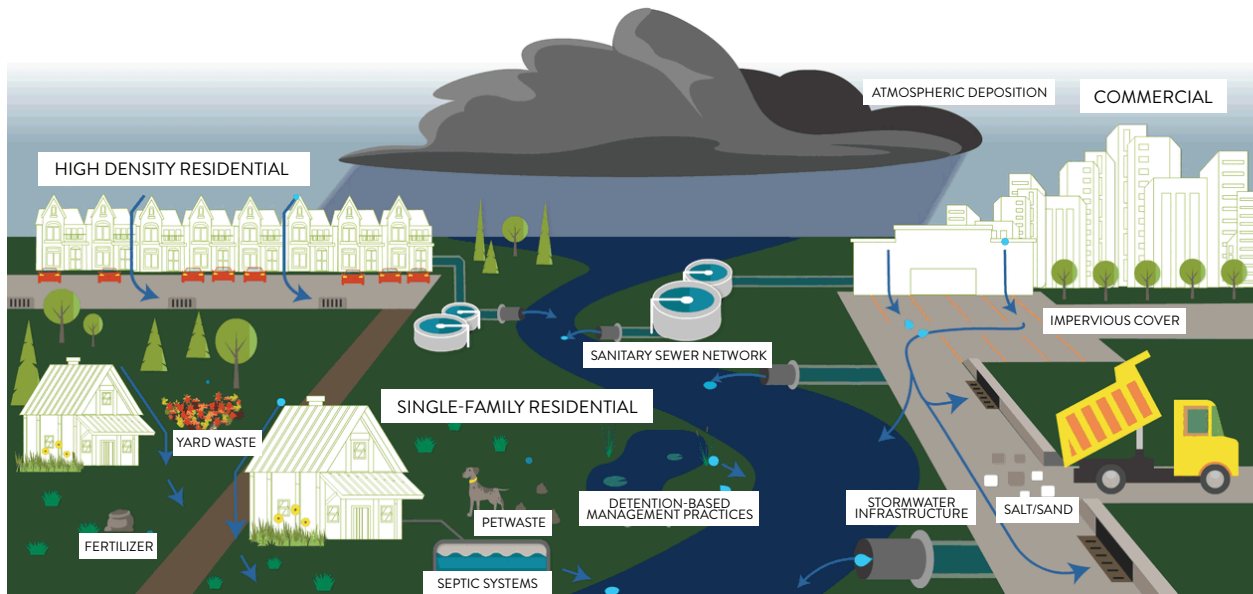 ATMOSPHERIC DEPOSITION
COMMERCIAL
HIGH DENSITY RESIDENTIAL
IMPERVIOUS COVER
SANITARY SEWER NETWORK
SINGLE-FAMILY RESIDENTIAL
YARD WASTE
DETENTION-BASED
MANAGEMENT PRACTICES
STORMWATER
INFRASTRUCTURE
SALT/SAND
PETWASTE
FERTILIZER
SEPTIC SYSTEMS